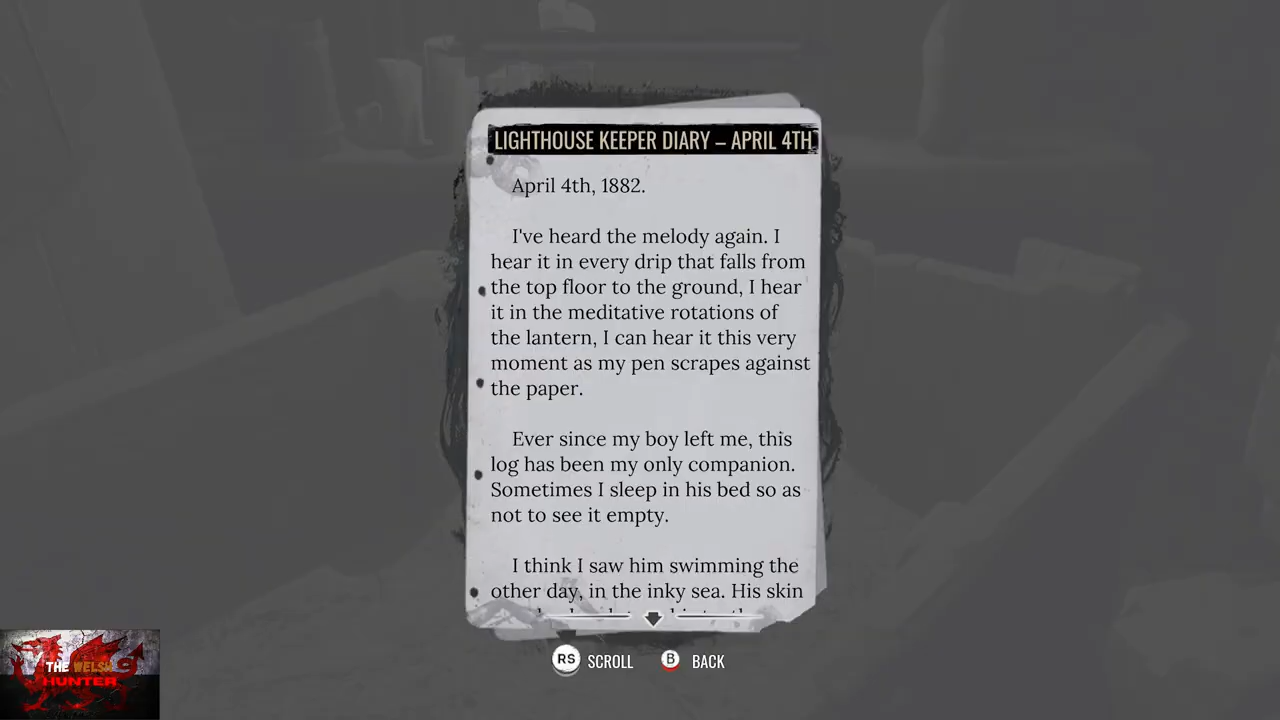 LIGHTHOUSE KEEPER DIARY – APRIL 4TH
April 4th, 1882.
I've heard the melody again. I
hear it in every drip that falls from
the top floor to the ground, I hear
it in the meditative rotations of
the lantern, I can hear it this very
moment as my pen scrapes against
the paper.
Ever since my boy left me, this
log has been my only companion.
Sometimes I sleep in his bed so as
not to see it empty.
I think I saw him swimming the
other day, in the inky sea. His skin
RS SCROLL B BACK
THE WELSH
HUNTER